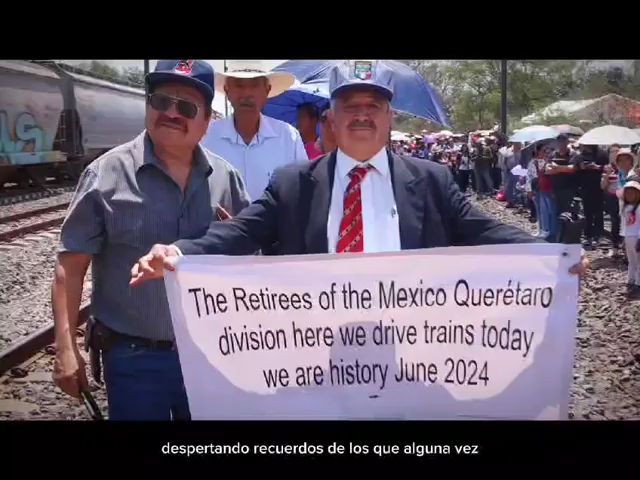 The Retirees of the Mexico Querétaro
division here we drive trains today
we are history June 2024
despertando recuerdos de los que alguna vez